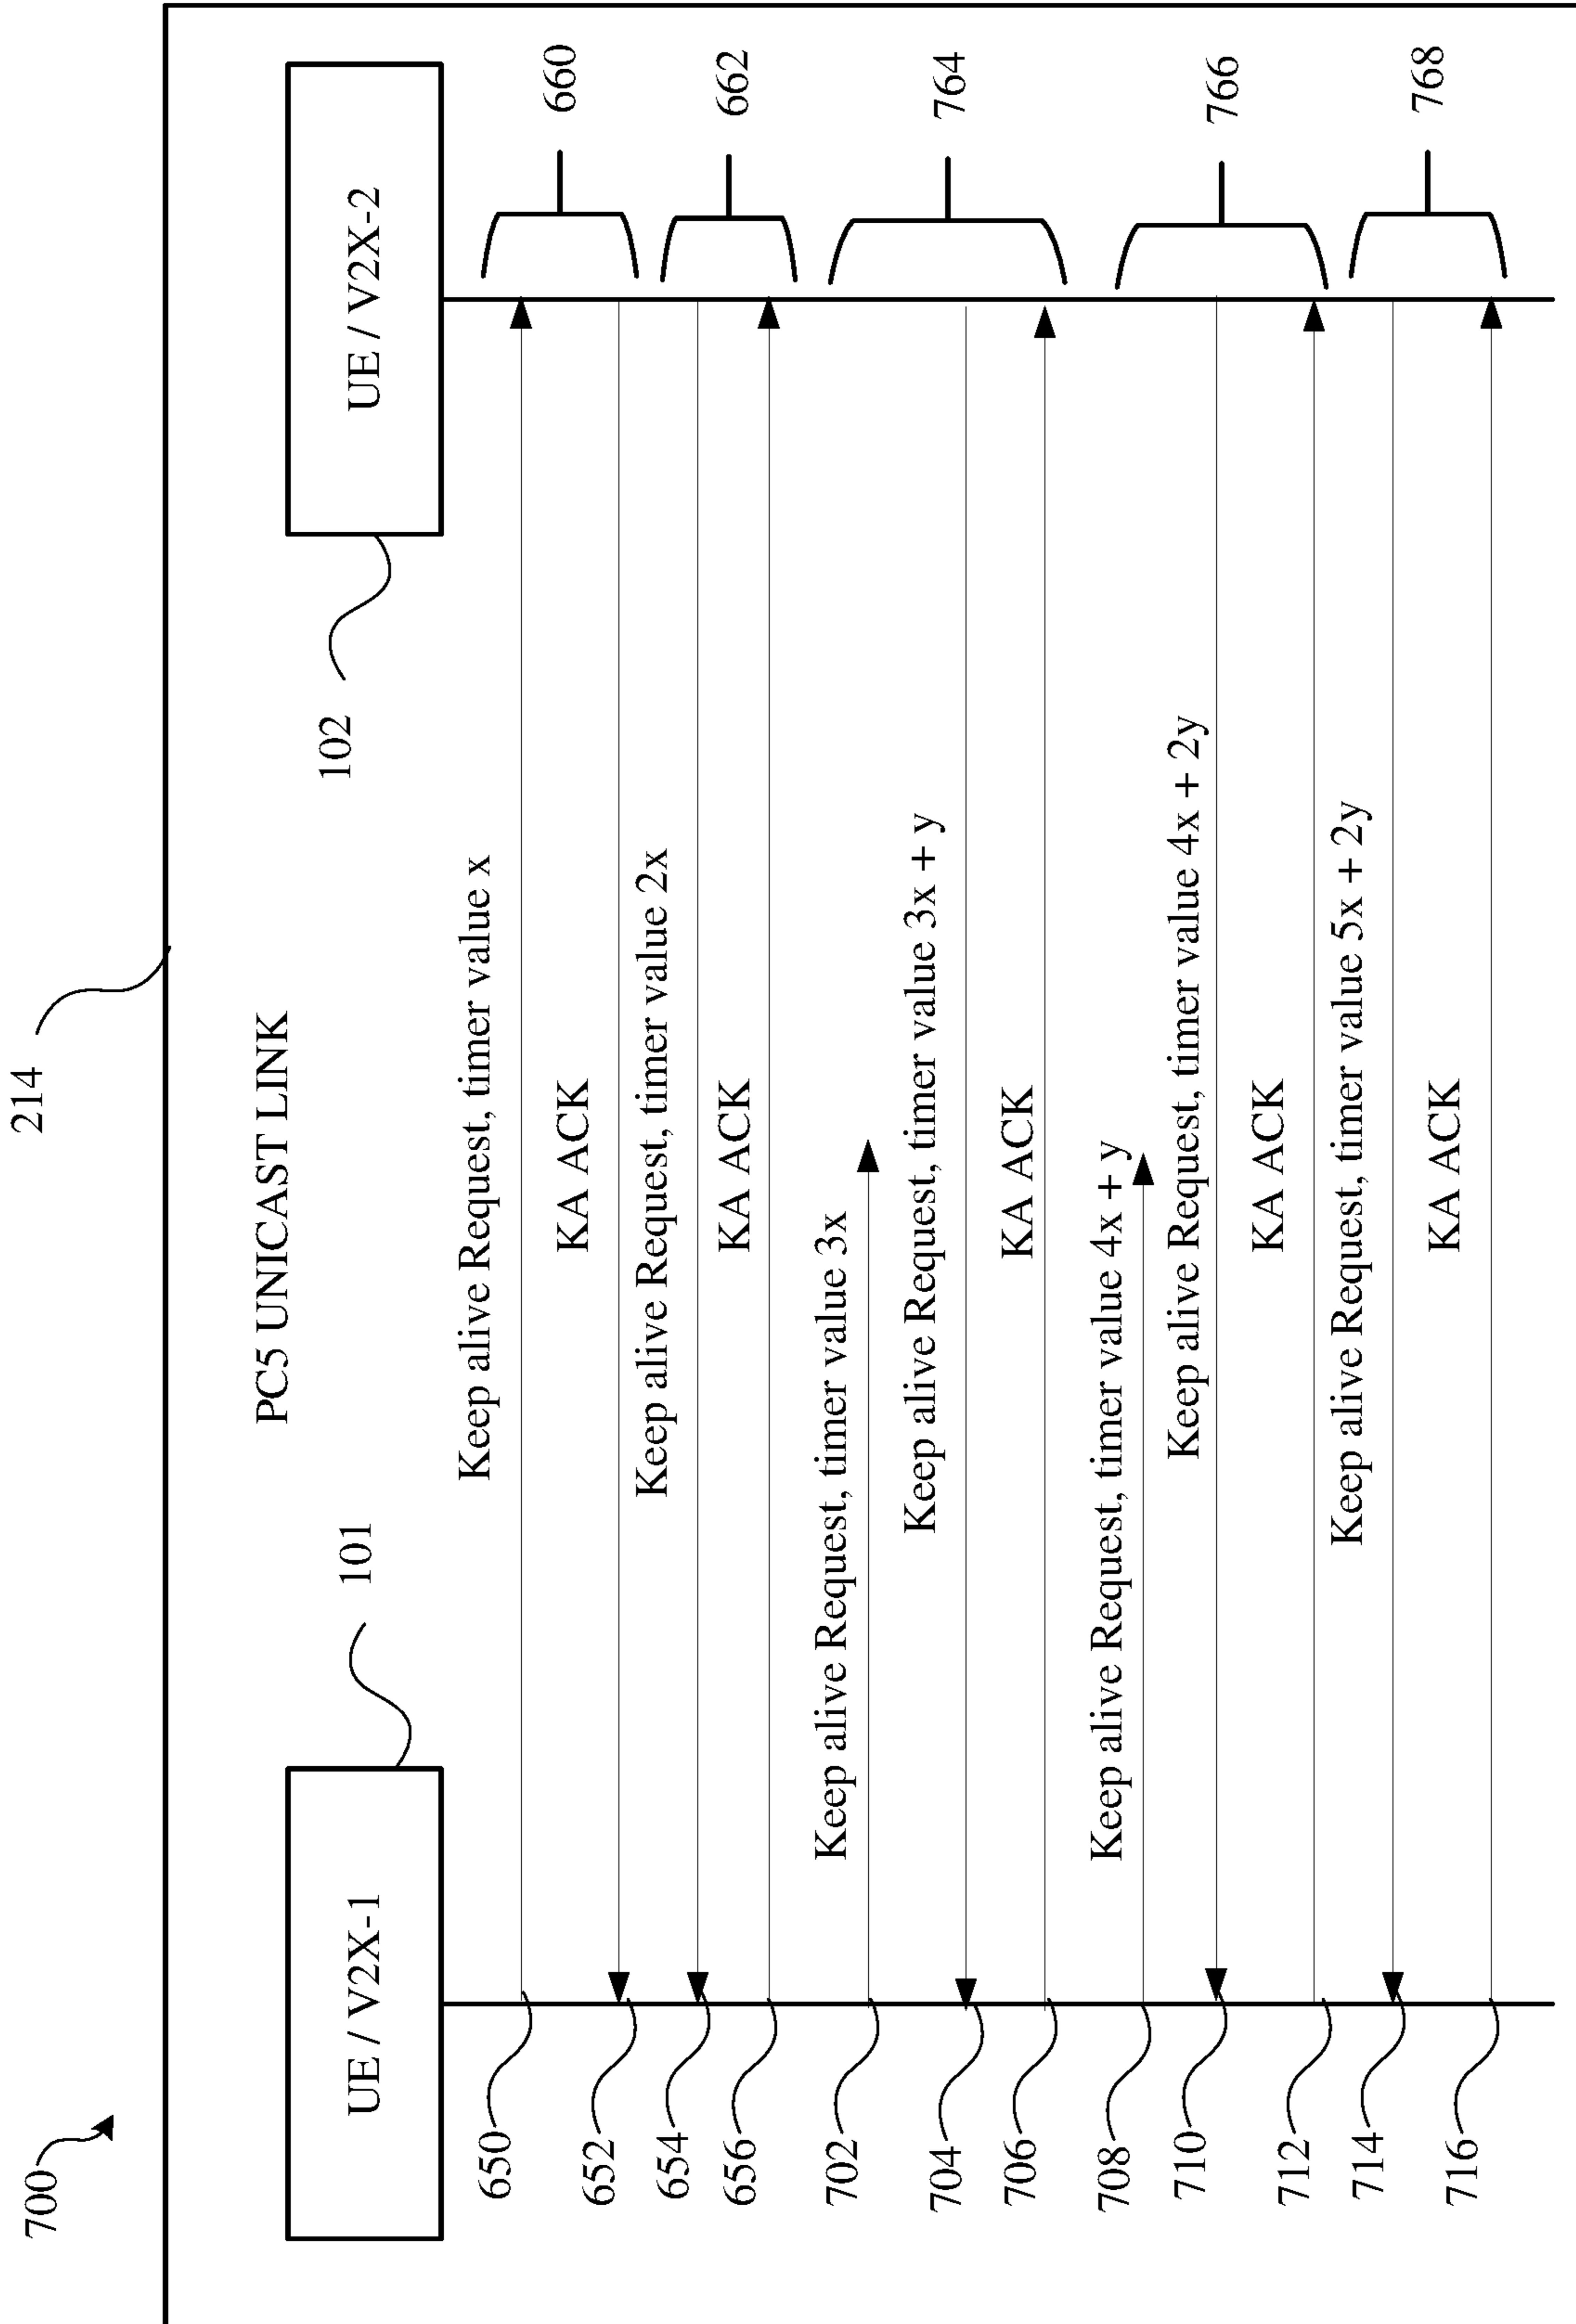 700
214
PC5 UNICAST LINK
UE / V2X-1
101
UE / V2X-2
102
650
Keep alive Request, timer value x
660
652
KA ACK
654
Keep alive Request, timer value 2x
662
656
KA ACK
702
Keep alive Request, timer value 3x
764
704
Keep alive Request, timer value 3x + y
706
KA ACK
708
Keep alive Request, timer value 4x + y
766
710
Keep alive Request, timer value 4x + 2y
712
KA ACK
714
Keep alive Request, timer value 5x + 2y
768
716
KA ACK